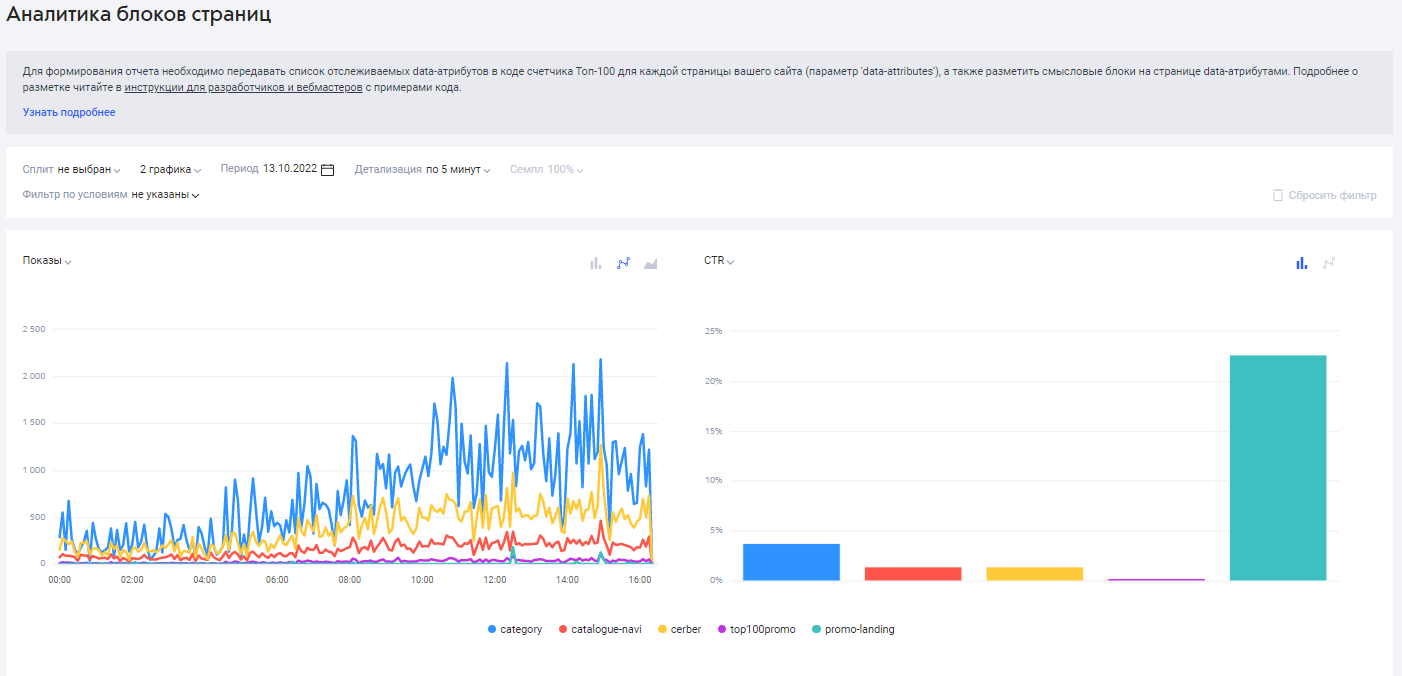 Аналитика блоков страниц
Для формирования отчета необходимо передавать список отслеживаемых data-атрибутов в коде счетчика Топ-100 для каждой страницы вашего сайта (параметр 'data-attributes'), а также разметить смысловые блоки на странице data-атрибутами. Подробнее о
разметке читайте в инструкции для разработчиков и вебмастеров с примерами кода.
Узнать подробнее
Сплит не выбран 2 графика Период 13.10.2022 Детализация по 5 минут Семпл 100%
Фильтр по условиям не указаны Сбросить фильтр
Показы
2 500
2 000
1 500
1 000
500
0
00:00 02:00 04:00 06:00 08:00 10:00 12:00 14:00 16:00
CTR
25%
20%
15%
10%
5%
0%
category catalogue-navi cerber top100promo promo-landing